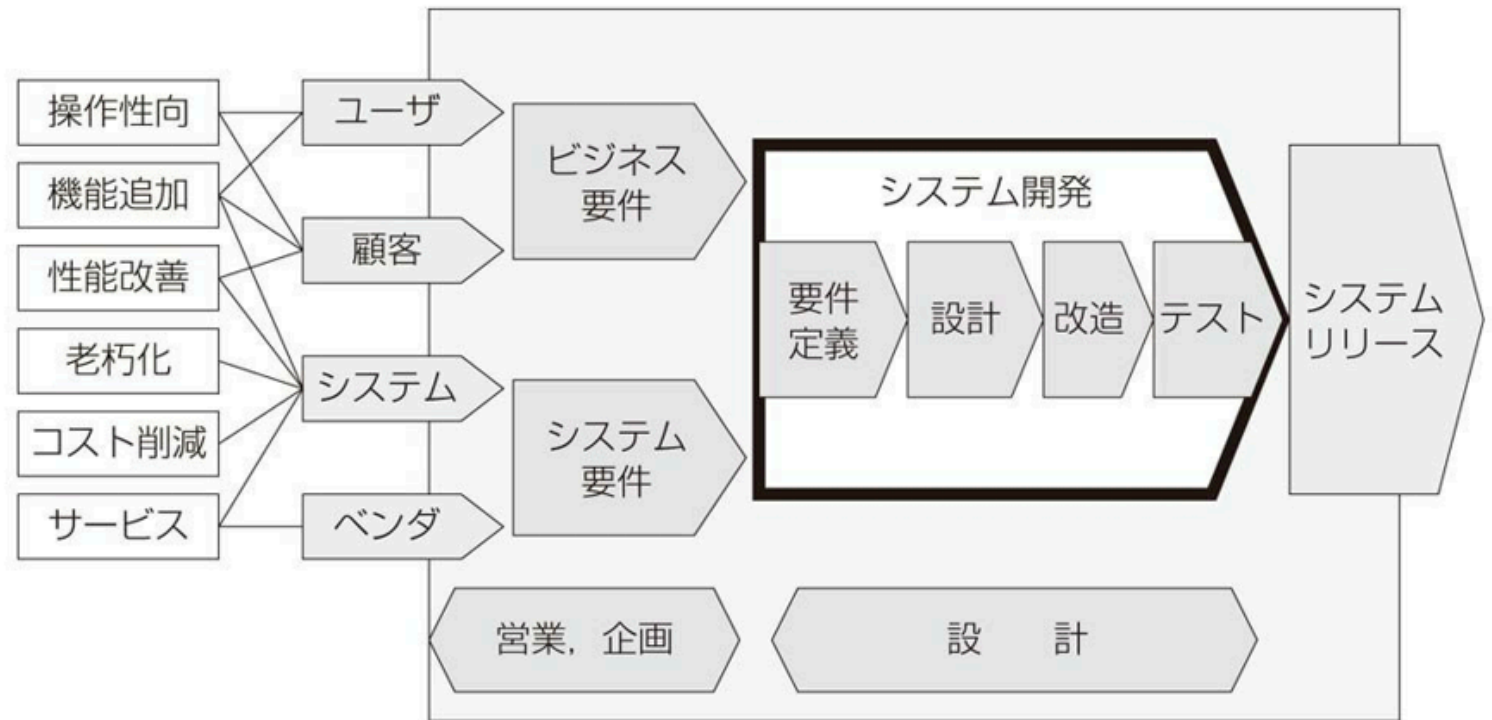 操作性向
機能追加
性能改善
老朽化
コスト削減
サービス
ユーザ
顧客
システム
ベンダ
ビジネス
要件
システム
要件
システム開発
要件
定義
設計
改造
テスト
システム
リリース
営業，企画
設　　計